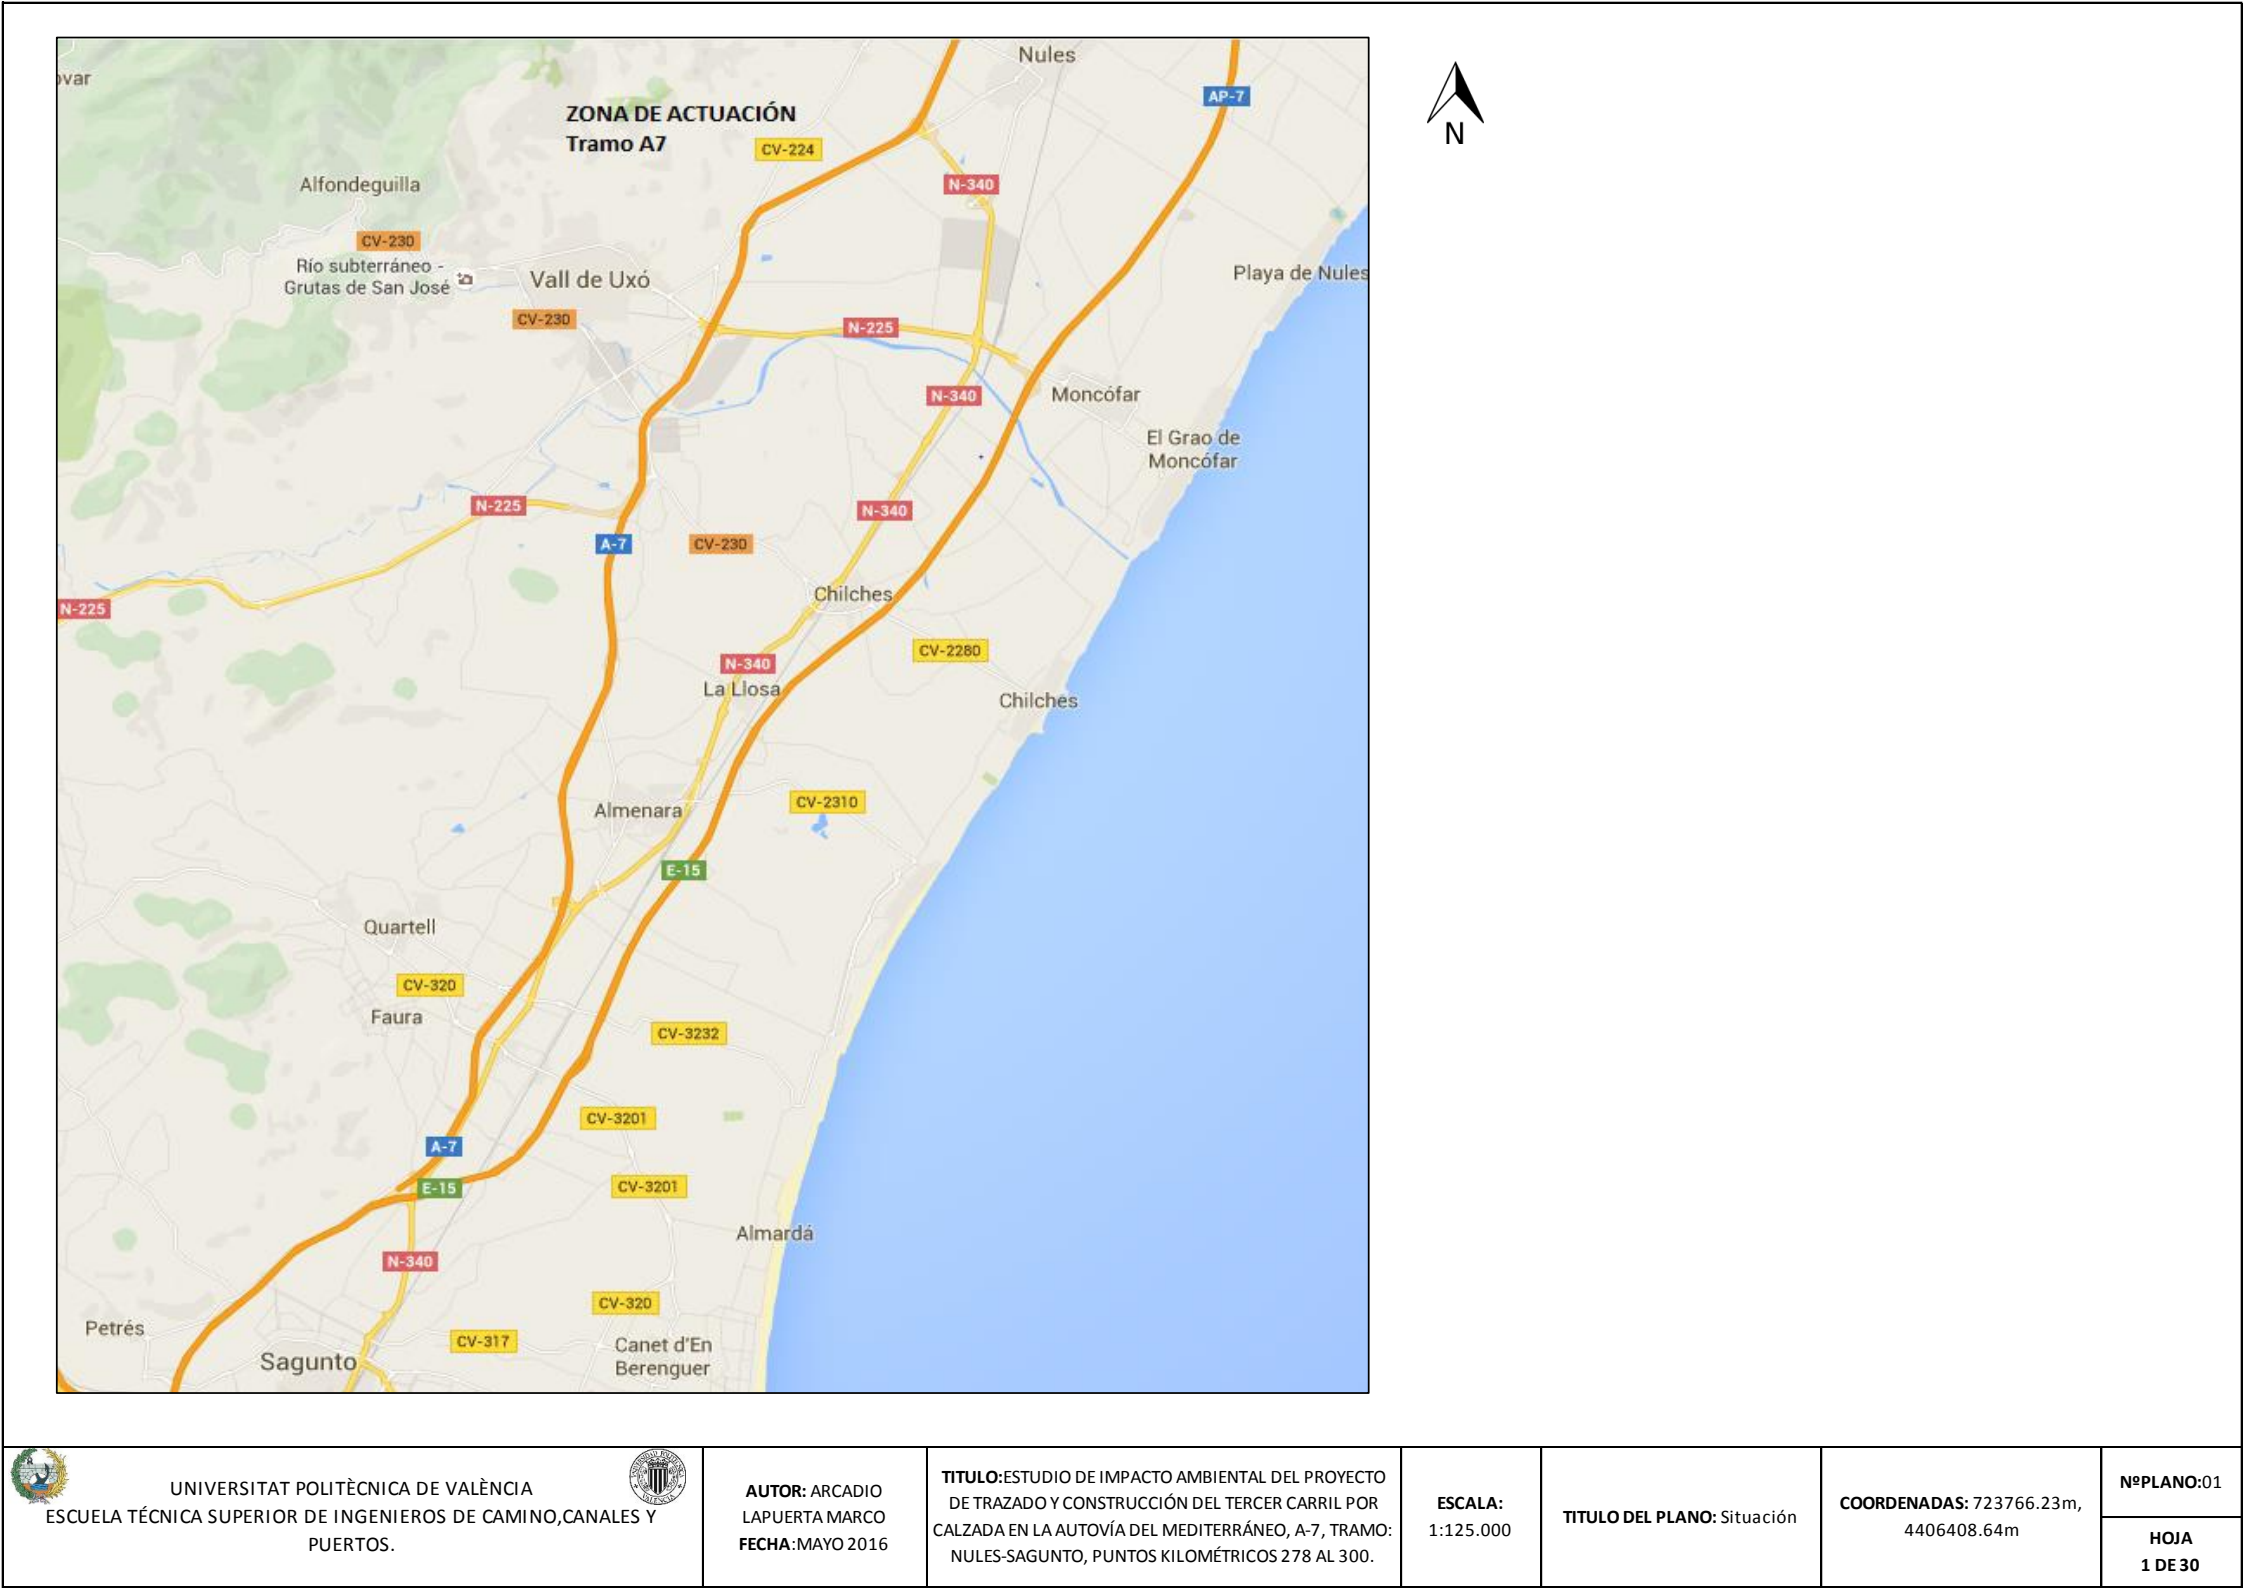 ovar
Nules
AP-7
ZONA DE ACTUACIÓN
Tramo A7
CV-224
N
Alfondeguilla
N-340
CV-230
Río subterráneo -
Grutas de San José
Vall de Uxó
Playa de Nules
CV-230
N-225
N-340
Moncófar
El Grao de
Moncófar
N-225
N-340
A-7
CV-230
Chilches
N-225
CV-2280
N-340
La Llosa
Chilches
Almenara
CV-2310
E-15
Quartell
CV-320
Faura
CV-3232
CV-3201
A-7
E-15
CV-3201
Almardá
N-340
CV-320
Petrés
CV-317
Canet d'En
Berenguer
Sagunto
UNIVERSITAT POLITÈCNICA DE VALÈNCIA
ESCUELA TÉCNICA SUPERIOR DE INGENIEROS DE CAMINO,CANALES Y
PUERTOS.
AUTOR: ARCADIO
LAPUERTA MARCO
FECHA:MAYO 2016
TITULO:ESTUDIO DE IMPACTO AMBIENTAL DEL PROYECTO
DE TRAZADO Y CONSTRUCCIÓN DEL TERCER CARRIL POR
CALZADA EN LA AUTOVÍA DEL MEDITERRÁNEO, A-7, TRAMO:
NULES-SAGUNTO, PUNTOS KILOMÉTRICOS 278 AL 300.
ESCALA:
1:125.000
TITULO DEL PLANO: Situación
COORDENADAS: 723766.23m,
4406408.64m
NºPLANO:01
HOJA
1 DE 30